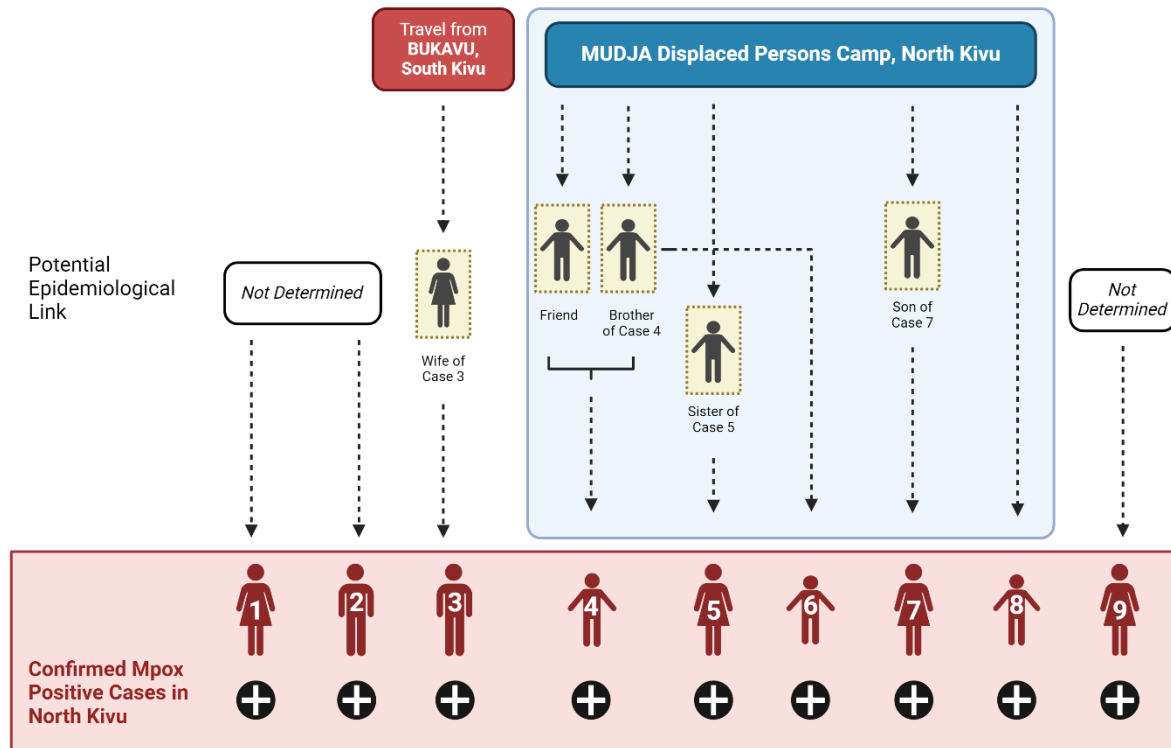 Travel from
BUKAVU,
South Kivu
MUDJA Displaced Persons Camp, North Kivu
Potential
Epidemiological
Link
Not Determined
Wife of
Case 3
Friend
Brother
of Case 4
Sister of
Case 5
Son of
Case 7
Not
Determined
1
2
3
4
5
6
7
8
9
Confirmed Mpox
Positive Cases in
North Kivu